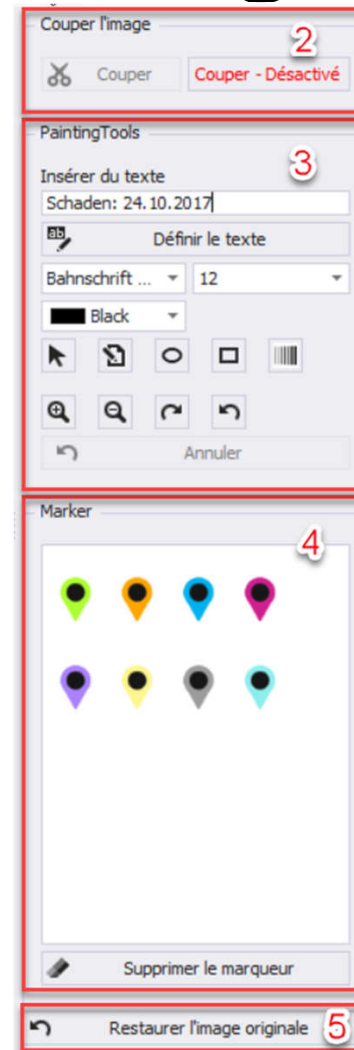 Couper l'image
2
Couper
Couper - Désactivé
PaintingTools
3
Insérer du texte
Schaden: 24.10.2017
ab
Définir le texte
Bahnschrift ...
12
Black
Annuler
Marker
4
Supprimer le marqueur
Restaurer l'image originale
5